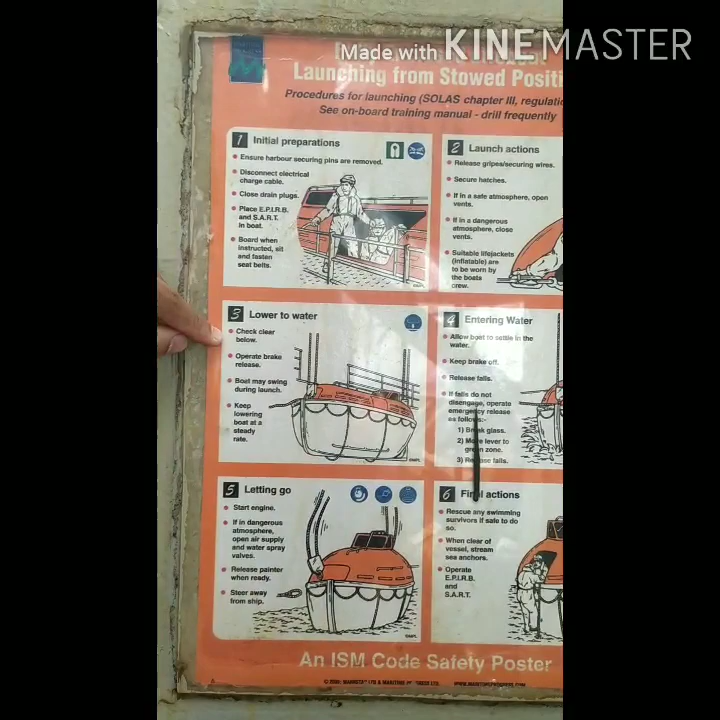 Made with KINEMASTER
Launching from Stowed Positi
Procedures for launching (SOLAS chapter III, regulatio
See on-board training manual - drill frequently
1 Initial preparations
Ensure harbour securing pins are removed.
Disconnect electrical
charge cable.
Close drain plugs.
Place E.P.I.R.B.
and S.A.R.T.
in boat.
Board when
instructed, sit
and fasten
seat belts.
2 Launch actions
Release gripes/securing wires.
Secure hatches.
If in a safe atmosphere, open
vents.
If in a dangerous
atmosphere, close
vents.
Suitable lifejackets
(inflatable) are
to be worn by
the boats
crew.
3 Lower to water
Check clear
below.
Operate brake
release.
Boat may swing
during launch.
Keep
lowering
boat at a
steady
rate.
4 Entering Water
Allow boat to settle in the
water.
Keep brake off.
Release falls.
If falls do not
disengage, operate
emergency release
as follows:-
1) Break glass.
2) Move lever to
green zone.
3) Release falls.
5 Letting go
Start engine.
If in dangerous
atmosphere,
open air supply
and water spray
valves.
Release painter
when ready.
Steer away
from ship.
6 Final actions
Rescue any swimming
survivors if safe to do
so.
When clear of
vessel, stream
sea anchors.
Operate
E.P.I.R.B.
and
S.A.R.T.
An ISM Code Safety Poster